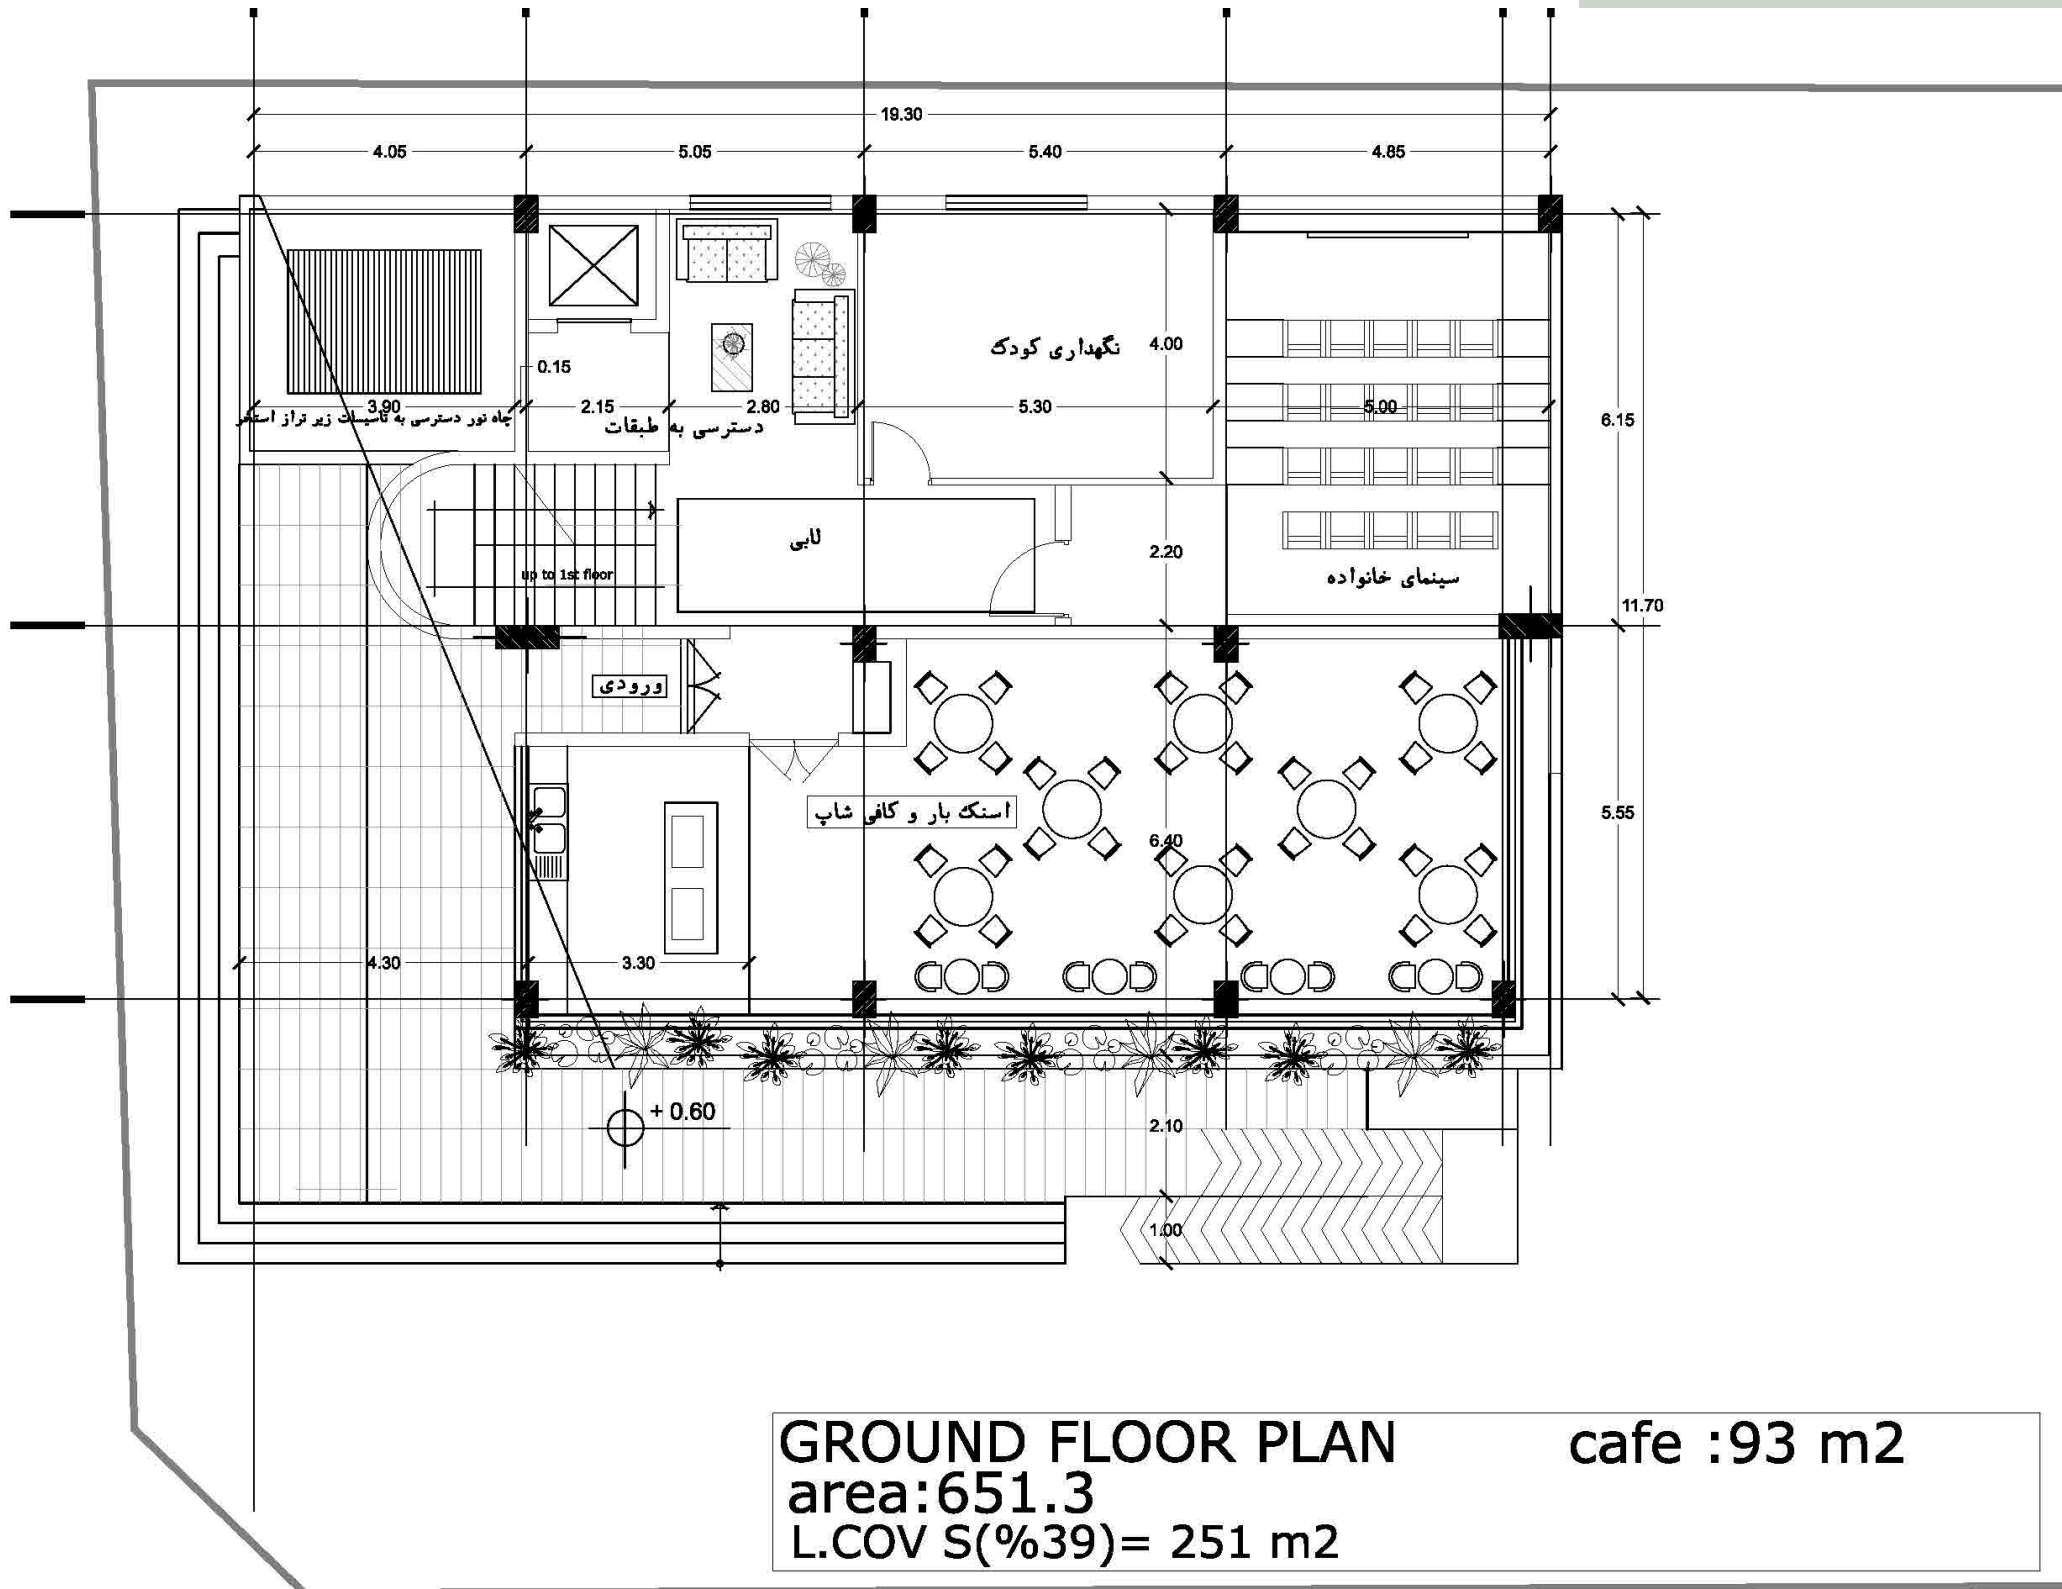 19.30
4.05 5.05 5.40 4.85
نگهداری کودک
4.00
0.15
3.90 2.15 2.80 5.30 5.00
6.15
چاه نور دسترسی به تاسیسات زیر تراز استخر
دسترسی به طبقات
لابی
2.20
up to 1st floor
سینمای خانواده
11.70
ورودی
اسنک بار و کافی شاپ
5.55
6.40
4.30 3.30
+ 0.60
2.10
1.00
GROUND FLOOR PLAN cafe :93 m2
area:651.3
L.COV S(%39)= 251 m2